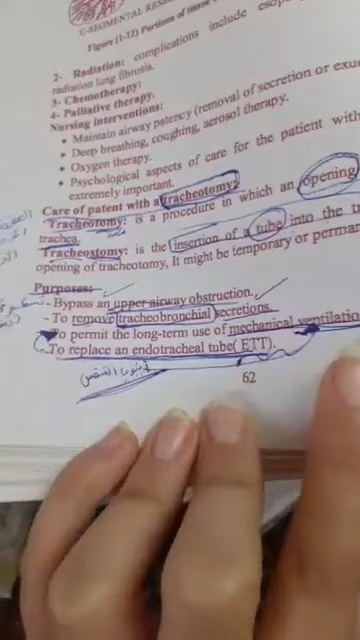 C-SEGMENTAL
Figure (1-12) Portions of tissue
2- Radiation: complications include
radiation lung fibrosis.
3- Chemotherapy:
4- Palliative therapy.
Nursing interventions:
• Maintain airway patency (removal of secretion or
• Deep breathing, coughing, aerosol therapy.
• Oxygen therapy.
• Psychological aspects of care for the patient with
extremely important.
Care of patent with a tracheotomy:
Tracheotomy: is a procedure in which an opening
trachea.
Tracheostomy: is the insertion of a tube into the
opening of tracheotomy, It might be temporary or
Purposes:
- Bypass an upper airway obstruction.
- To remove tracheobronchial secretions.
- To permit the long-term use of mechanical
- To replace an endotracheal tube( ETT).
62